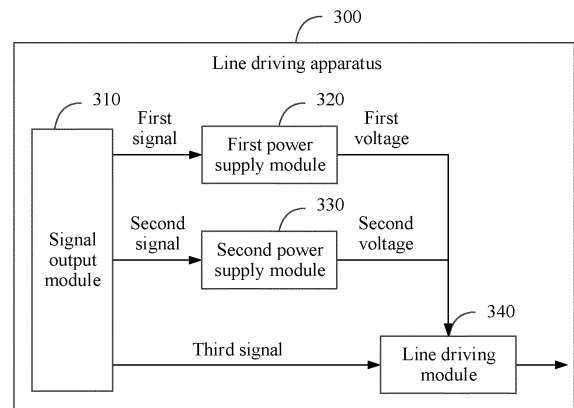 300
Line driving apparatus
310
320
First
signal
First power
supply module
First
voltage
330
Signal
output
module
Second
signal
Second power
supply module
Second
voltage
340
Third signal
Line driving
module